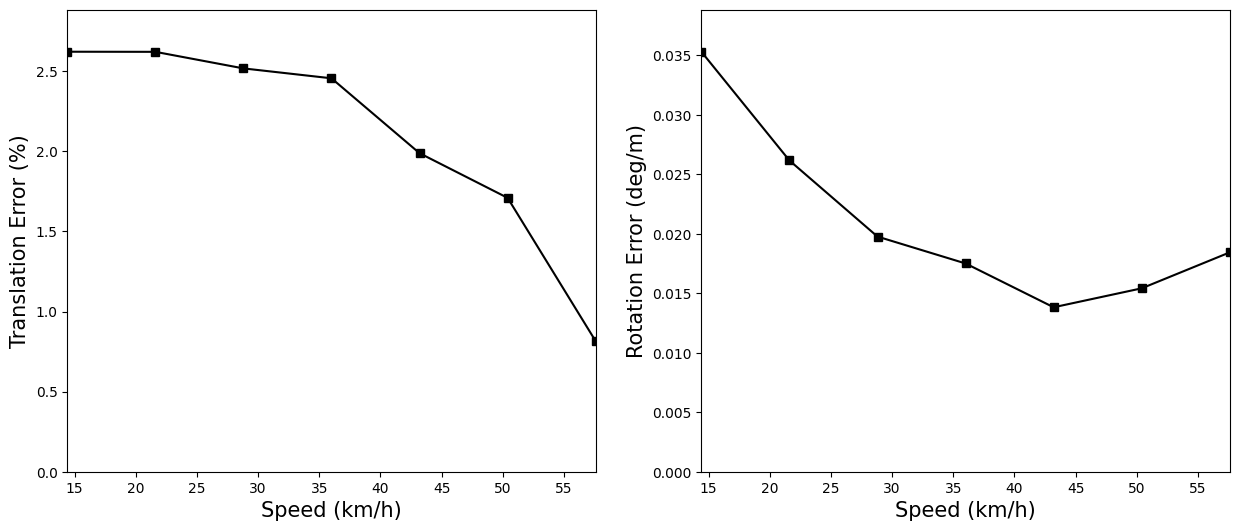 Translation Error (%)
2.5
2.0
1.5
1.0
0.5
0.0
15 20 25 30 35 40 45 50 55
Speed (km/h)
Rotation Error (deg/m)
0.035
0.030
0.025
0.020
0.015
0.010
0.005
0.000
15 20 25 30 35 40 45 50 55
Speed (km/h)